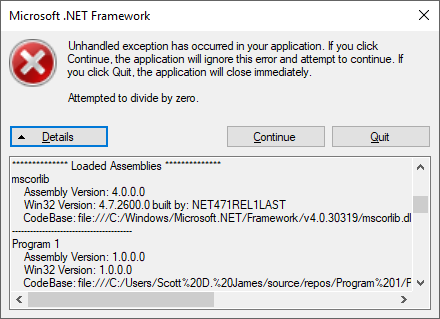 Microsoft .NET Framework
Unhandled exception has occurred in your application. If you click
Continue, the application will ignore this error and attempt to continue. If
you click Quit, the application will close immediately.
Attempted to divide by zero.
Details
Continue
Quit
************** Loaded Assemblies **************
mscorlib
Assembly Version: 4.0.0.0
Win32 Version: 4.7.2600.0 built by: NET471REL1LAST
CodeBase: file:///C:/Windows/Microsoft.NET/Framework/v4.0.30319/mscorlib.dl
----------------------------------------
Program 1
Assembly Version: 1.0.0.0
Win32 Version: 1.0.0.0
CodeBase: file:///C:/Users/Scott%20D.%20James/source/repos/Program%201/F